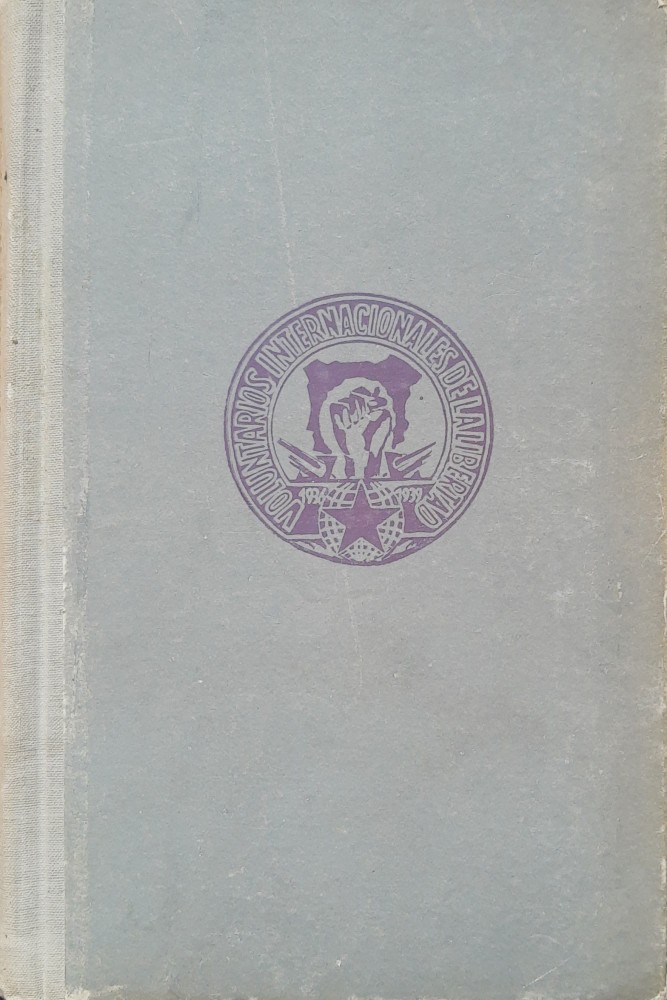 VOLUNTARIOS INTERNACIONALES DE LA LIBERTAD
1936 1939